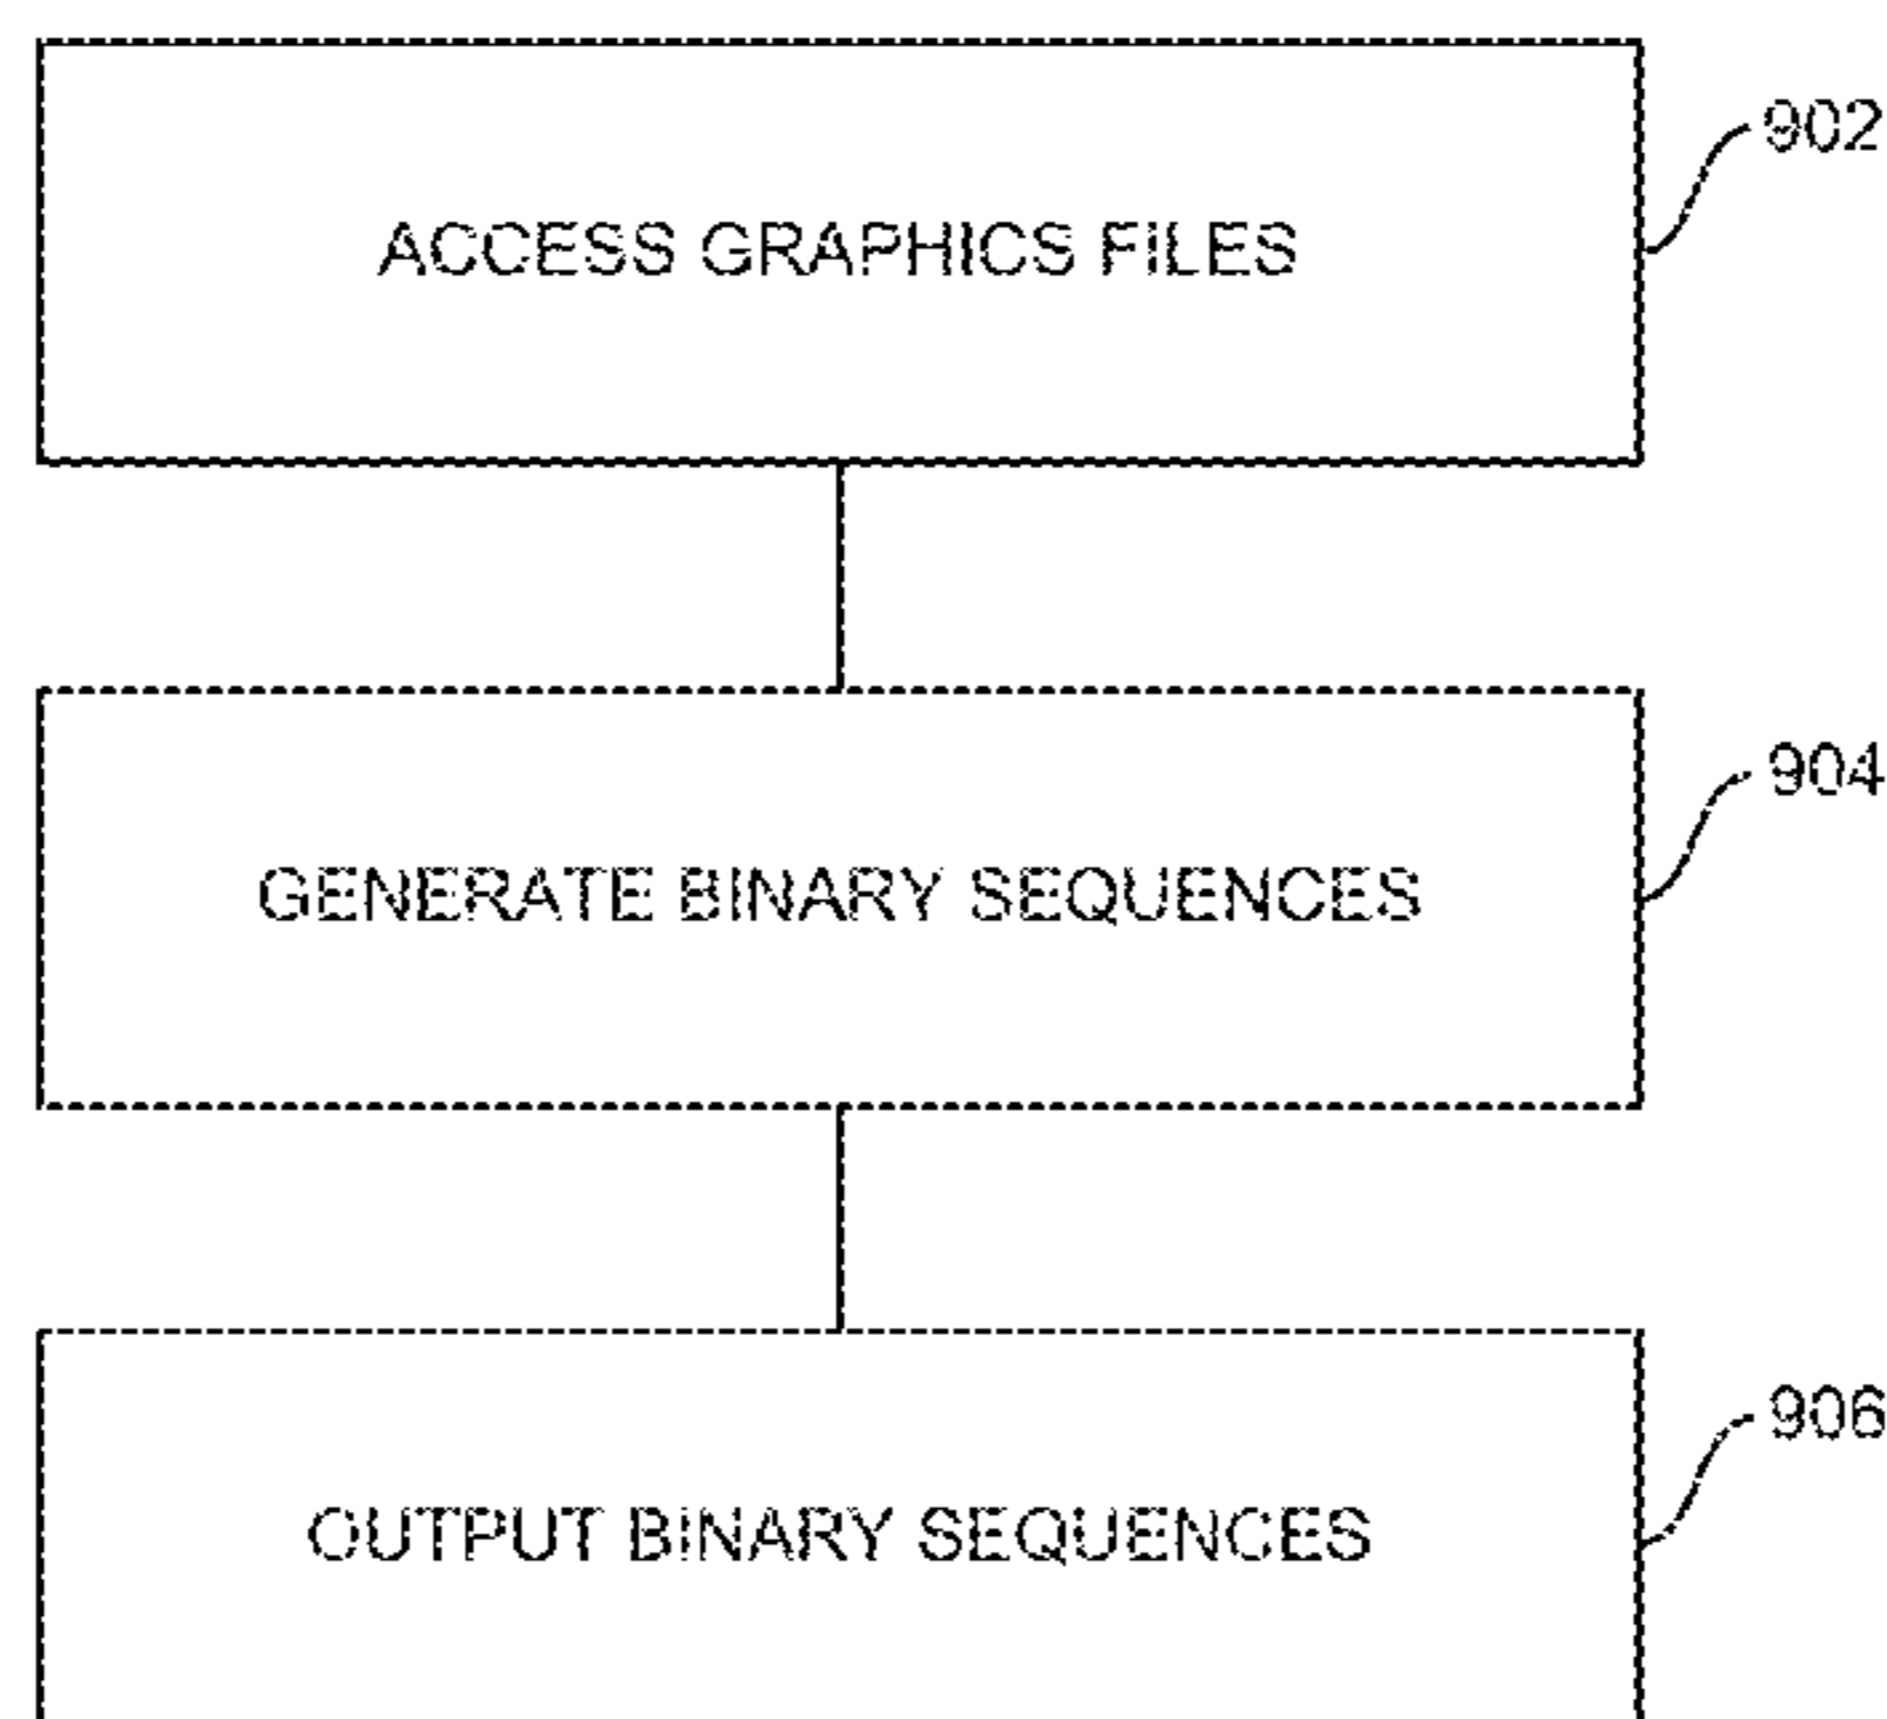 902
ACCESS GRAPHICS FILES
904
GENERATE BINARY SEQUENCES
906
OUTPUT BINARY SEQUENCES